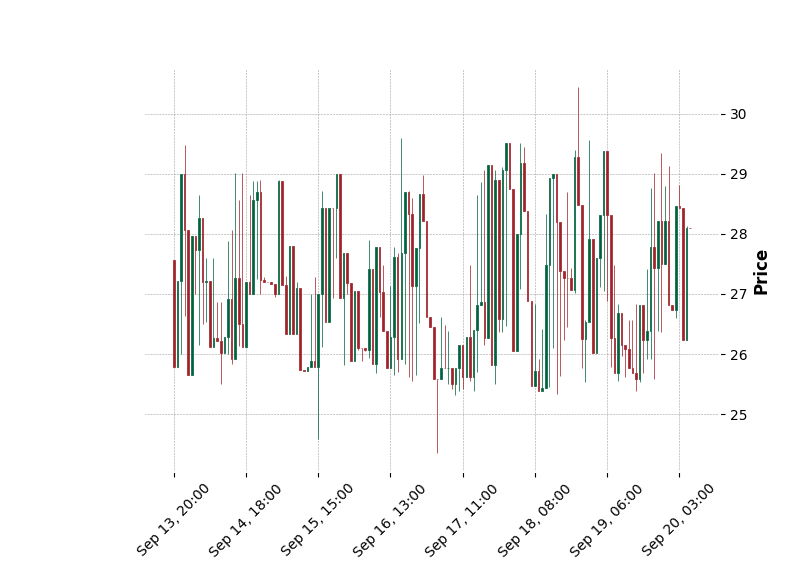 30
29
28
27
26
25
Price
Sep 13, 20:00
Sep 14, 18:00
Sep 15, 15:00
Sep 16, 13:00
Sep 17, 11:00
Sep 18, 08:00
Sep 19, 06:00
Sep 20, 03:00